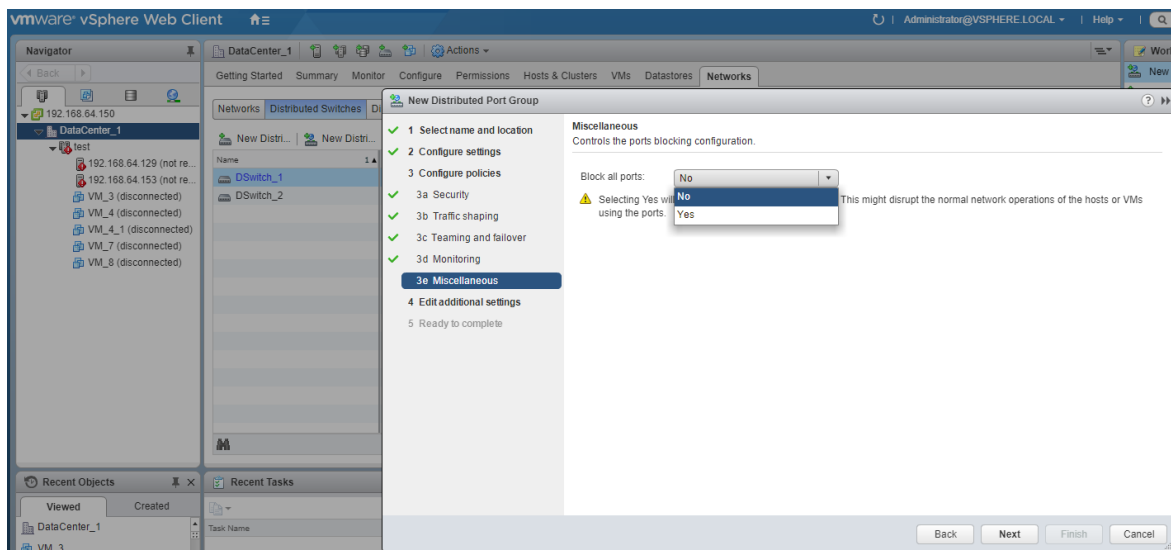 vmware® vSphere Web Client
Administrator@VSPHERE.LOCAL
Help
Navigator
Back
192.168.64.150
DataCenter_1
test
192.168.64.129 (not re...
192.168.64.153 (not re...
VM_3 (disconnected)
VM_4 (disconnected)
VM_4_1 (disconnected)
VM_7 (disconnected)
VM_8 (disconnected)
Recent Objects
Viewed Created
DataCenter_1
VM_3
DataCenter_1 Actions
Getting Started Summary Monitor Configure Permissions Hosts & Clusters VMs Datastores Networks
Networks Distributed Switches Di
New Distri... New Distri...
Name 1
DSwitch_1
DSwitch_2
Recent Tasks
Task Name
Wor
New
New Distributed Port Group
1 Select name and location
2 Configure settings
3 Configure policies
3a Security
3b Traffic shaping
3c Teaming and failover
3d Monitoring
3e Miscellaneous
4 Edit additional settings
5 Ready to complete
Miscellaneous
Controls the ports blocking configuration.
Block all ports: No
No
Yes
Selecting Yes wil This might disrupt the normal network operations of the hosts or VMs
using the ports.
Back Next Finish Cancel